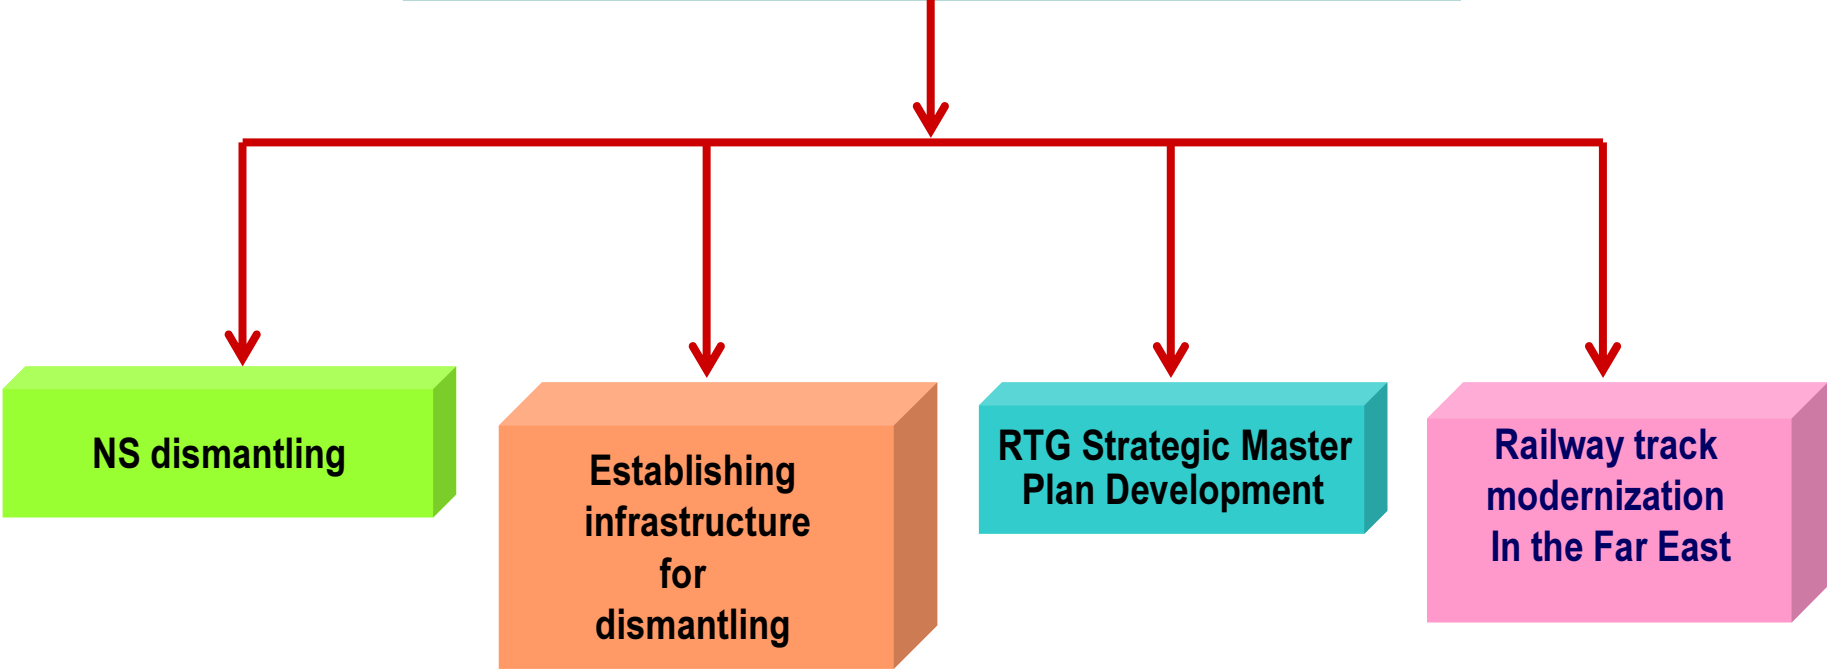 NS dismantling
Establishing
infrastructure
for
dismantling
RTG Strategic Master
Plan Development
Railway track
modernization
In the Far East